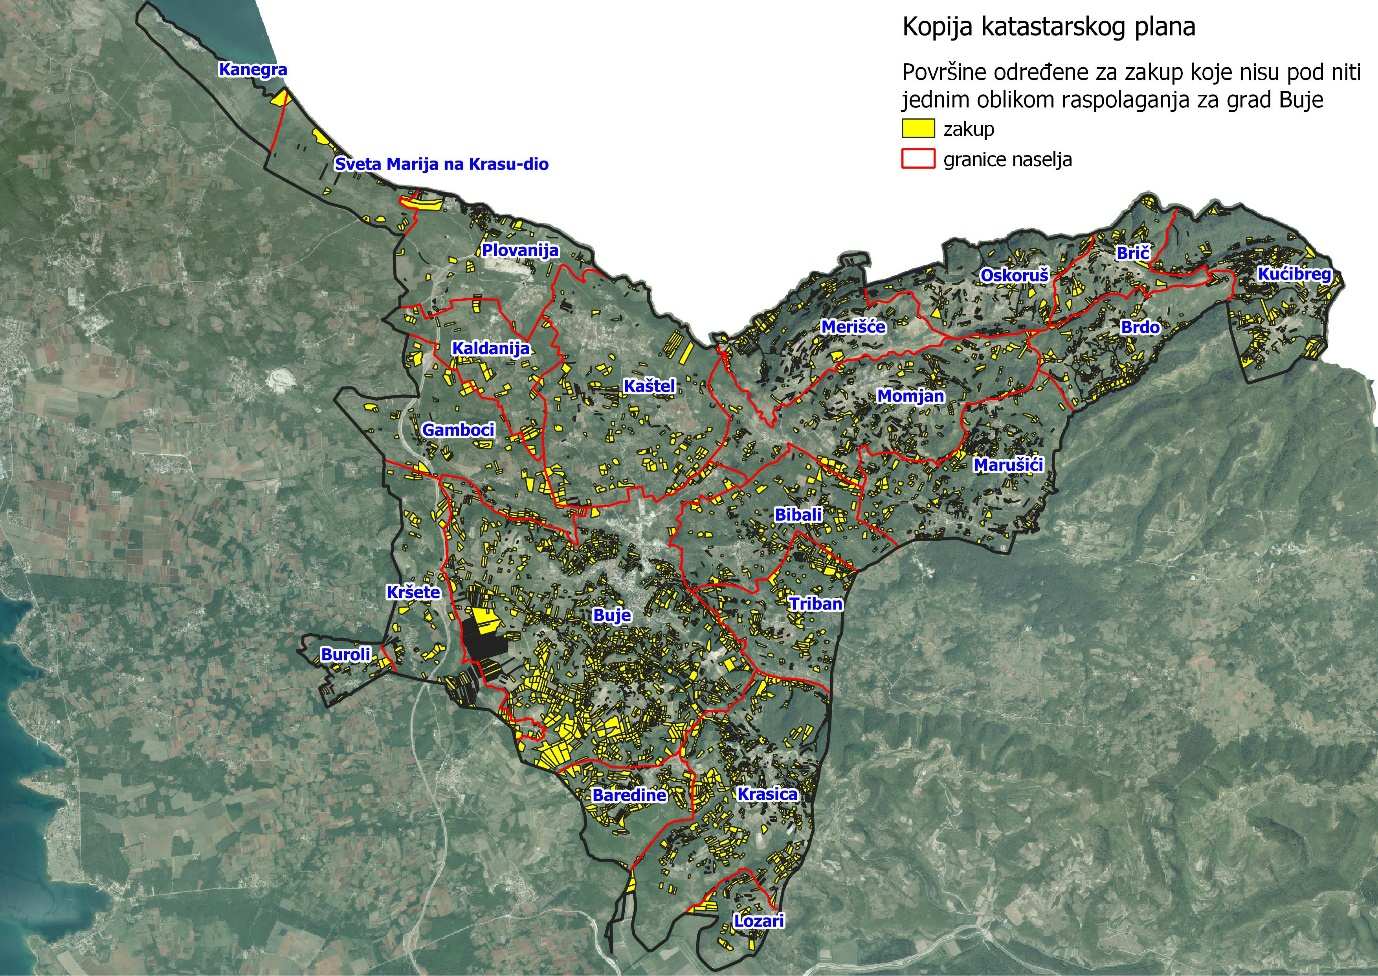 Kopija katastarskog plana
Površine određene za zakup koje nisu pod niti
jednim oblikom raspolaganja za grad Buje
zakup
granice naselja
Kanegra
Sveta Marija na Krasu-dio
Plovanija
Brič
Oskoruš
Kućibreg
Merišće
Brdo
Kaldanija
Kaštel
Momjan
Gamboci
Marušići
Bibali
Kršete
Triban
Buje
Buroli
Baredine
Krasica
Lozari